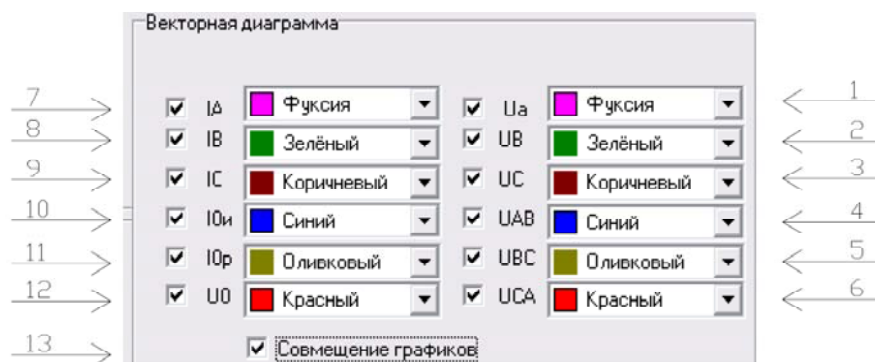 Векторная диаграмма
7 IA Фуксия Ua Фуксия 1
8 IB Зелёный UB Зелёный 2
9 IC Коричневый UC Коричневый 3
10 I0и Синий UAB Синий 4
11 I0р Оливковый UBC Оливковый 5
12 U0 Красный UCA Красный 6
13 Совмещение графиков